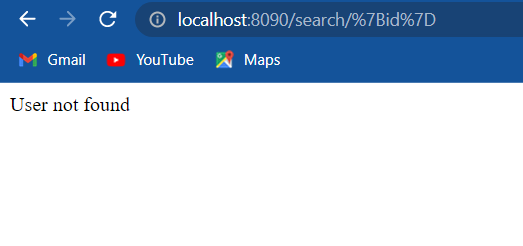 localhost:8090/search/%7Bid%7D
Gmail YouTube Maps
User not found